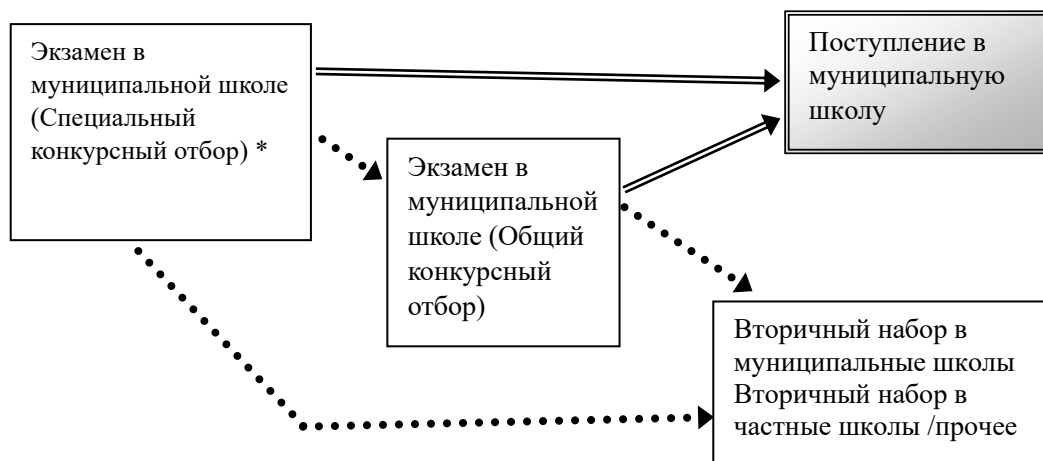 Экзамен в
муниципальной школе
(Специальный
конкурсный отбор) *
Поступление в
муниципальную
школу
Экзамен в
муниципальной
школе (Общий
конкурсный
отбор)
Вторичный набор в
муниципальные школы
Вторичный набор в
частные школы /прочее